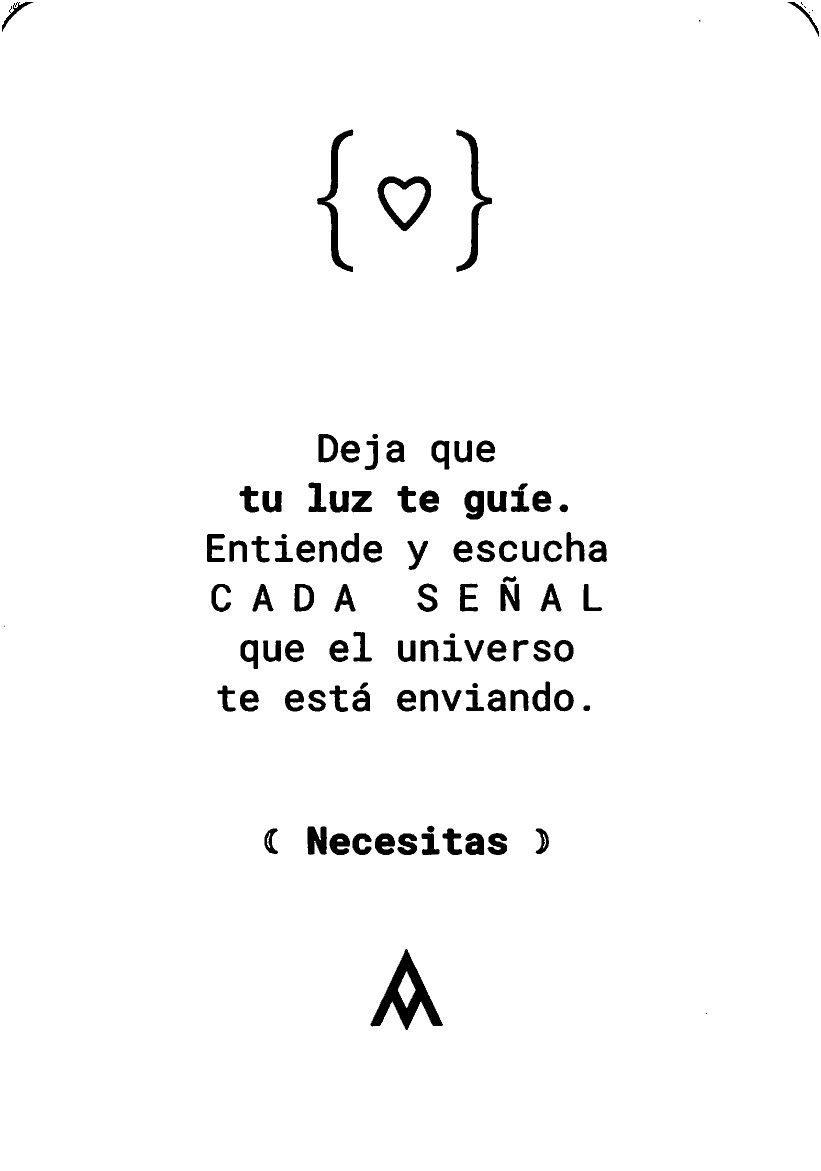 Deja que
tu luz te guíe.
Entiende y escucha
CADA SEÑAL
que el universo
te está enviando.
( Necesitas )